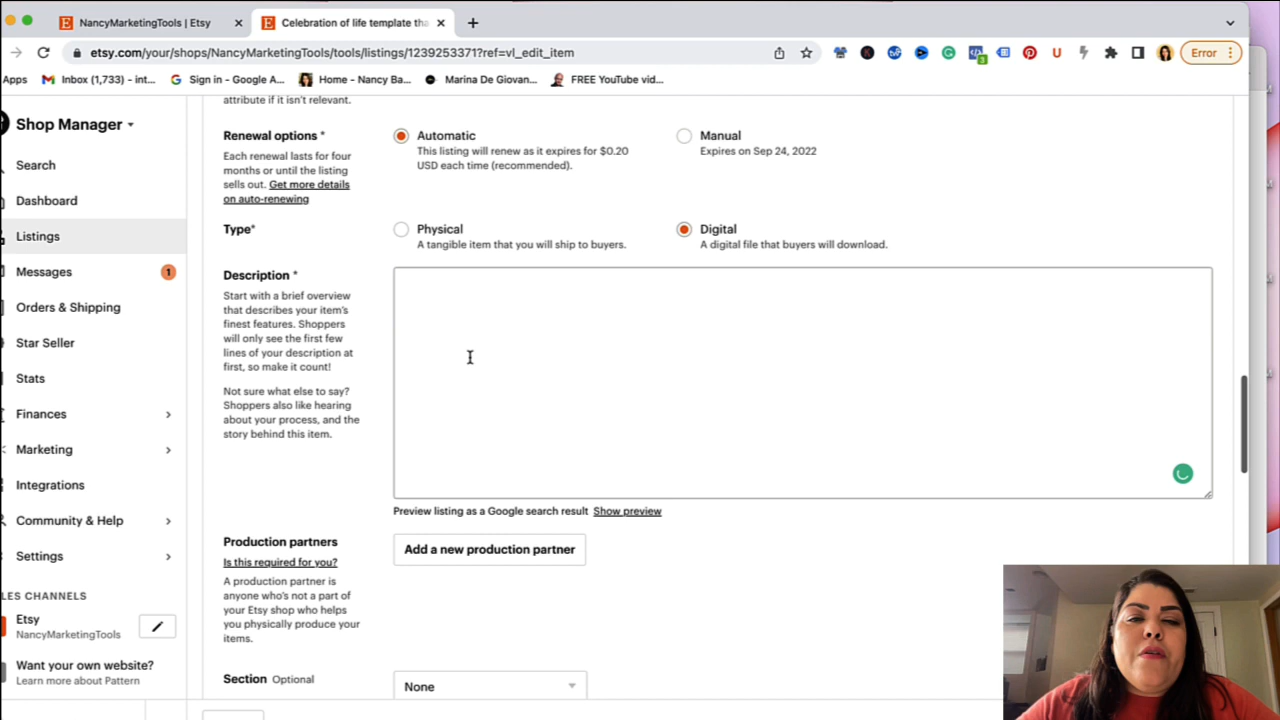 NancyMarketingTools | Etsy
Celebration of life template tha
etsy.com/your/shops/NancyMarketingTools/tools/listings/1239253371?ref=vl_edit_item
Error
Apps
Inbox (1,733) – int...
Sign in - Google A...
Home - Nancy Ba...
Marina De Giovan...
FREE YouTube vid...
Shop Manager
Search
Dashboard
Listings
Messages
1
Orders & Shipping
Star Seller
Stats
Finances
Marketing
Integrations
Community & Help
Settings
LES CHANNELS
Etsy
NancyMarketingTools
Want your own website?
Learn more about Pattern
attribute if it isn't relevant.
Renewal options *
Each renewal lasts for four
months or until the listing
sells out. Get more details
on auto-renewing
Automatic
This listing will renew as it expires for $0.20
USD each time (recommended).
Manual
Expires on Sep 24, 2022
Type*
Physical
A tangible item that you will ship to buyers.
Digital
A digital file that buyers will download.
Description *
Start with a brief overview
that describes your item's
finest features. Shoppers
will only see the first few
lines of your description at
first, so make it count!
Not sure what else to say?
Shoppers also like hearing
about your process, and the
story behind this item.
Preview listing as a Google search result Show preview
Production partners
Is this required for you?
A production partner is
anyone who's not a part of
your Etsy shop who helps
you physically produce your
items.
Add a new production partner
Section Optional
None